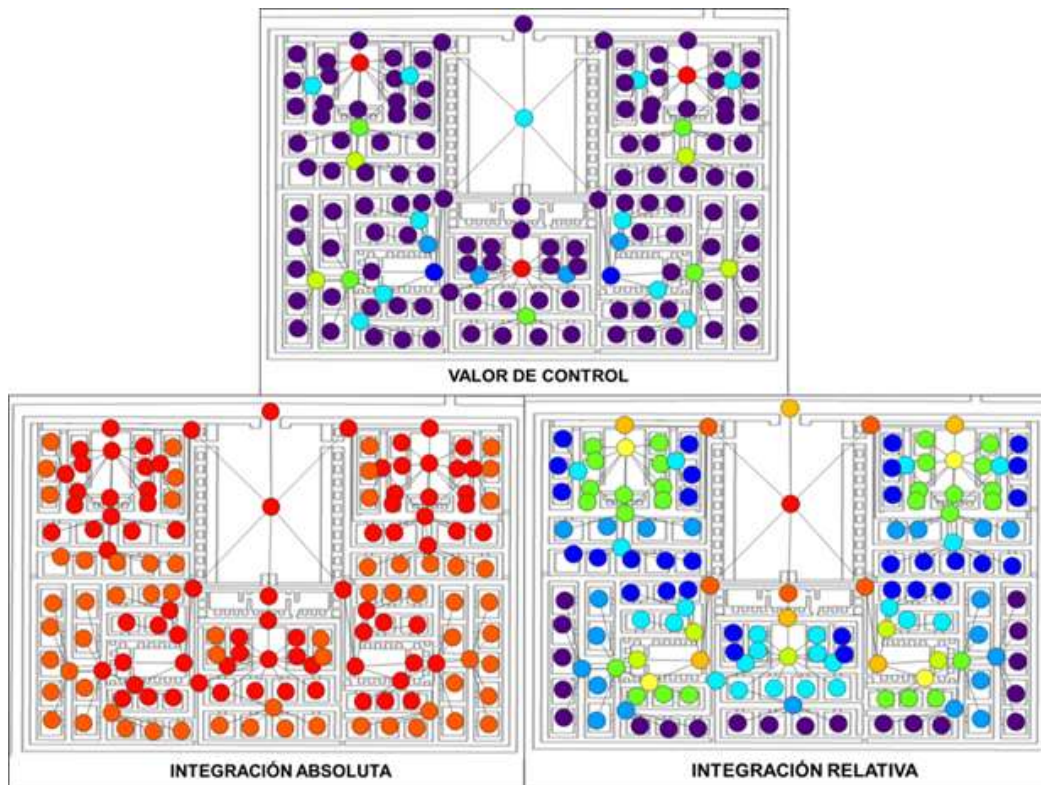 VALOR DE CONTROL
INTEGRACIÓN ABSOLUTA
INTEGRACIÓN RELATIVA